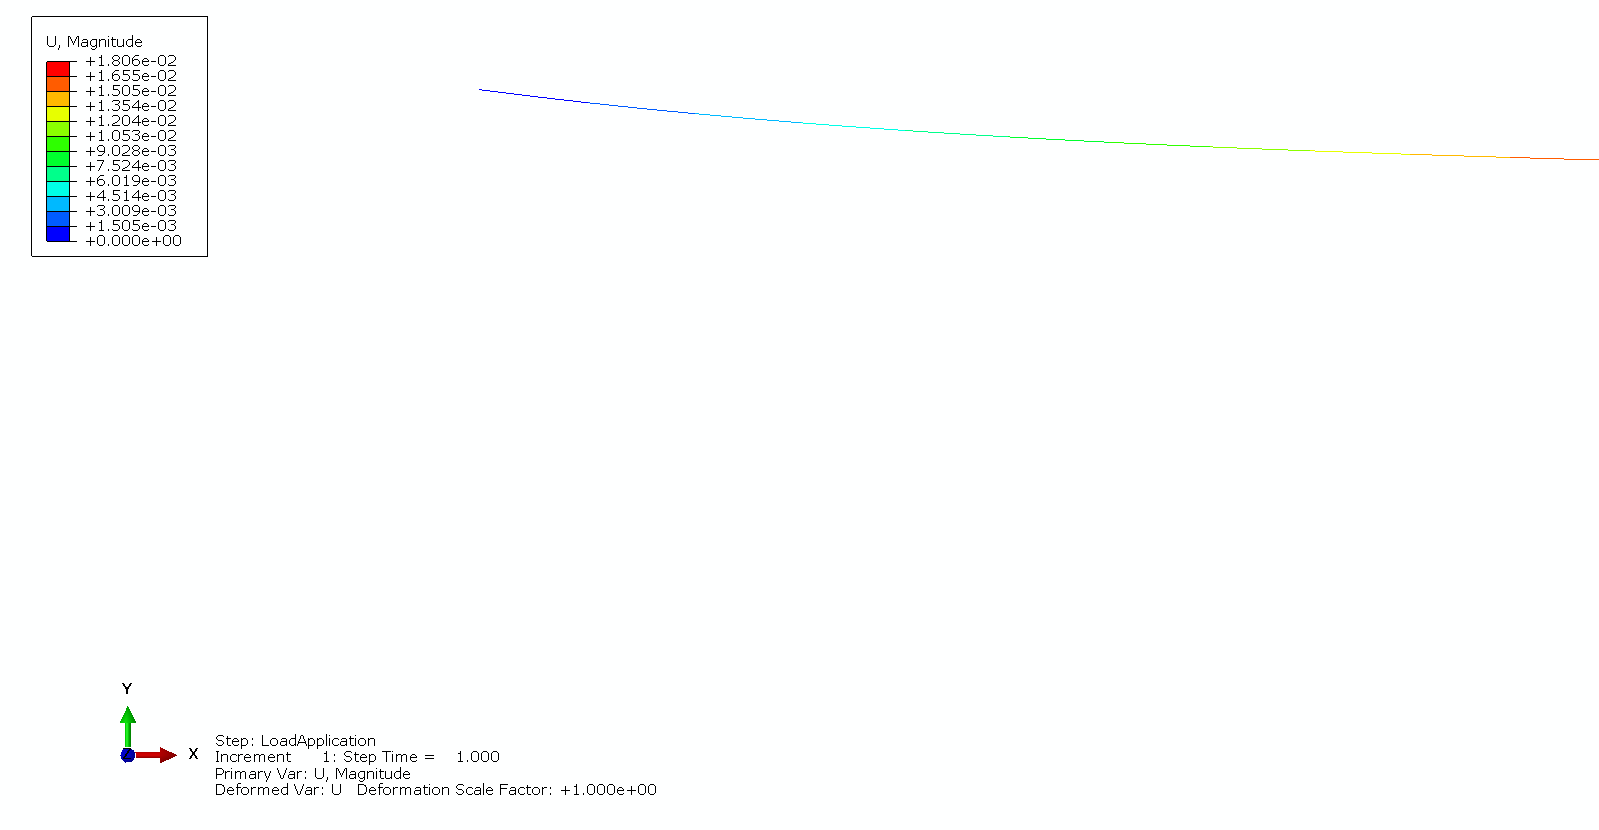 U, Magnitude
+1.806e-02
+1.655e-02
+1.505e-02
+1.354e-02
+1.204e-02
+1.053e-02
+9.028e-03
+7.524e-03
+6.019e-03
+4.514e-03
+3.009e-03
+1.505e-03
+0.000e+00
Y
X
Step: LoadApplication
Increment 1: Step Time = 1.000
Primary Var: U, Magnitude
Deformed Var: U Deformation Scale Factor: +1.000e+00